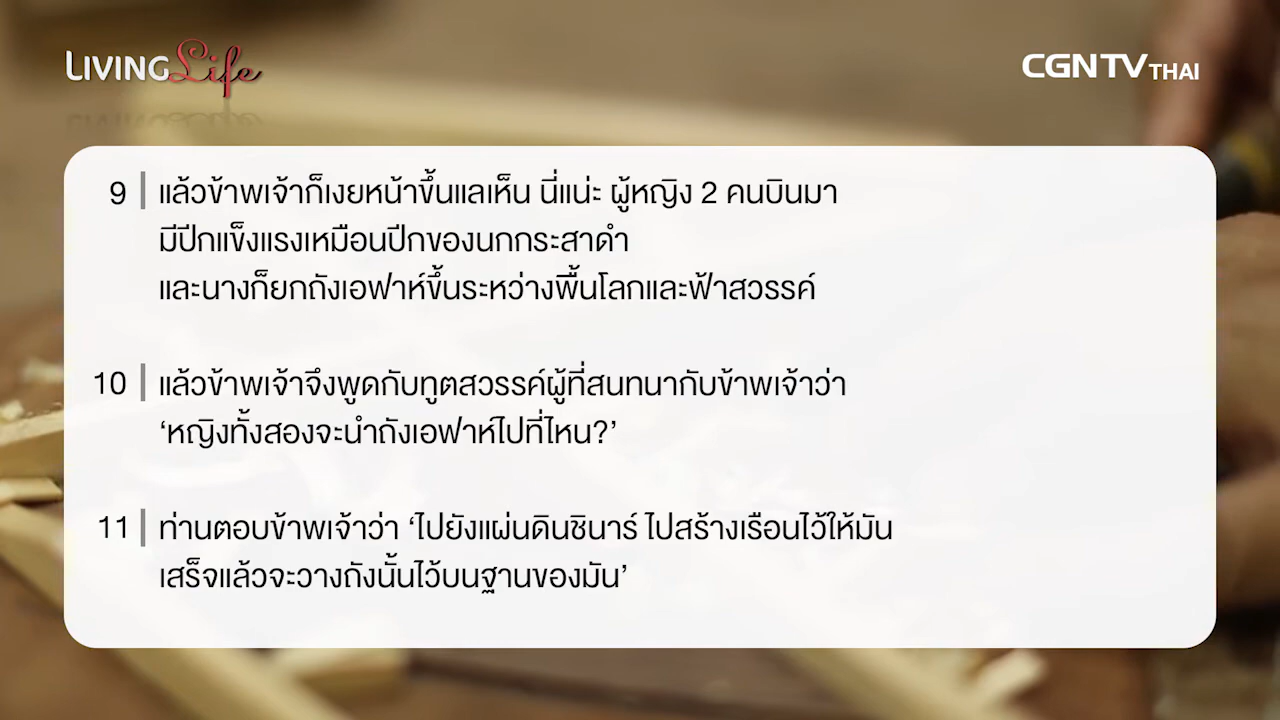 LIVING Life
CGNTV THAI
9 แล้วข้าพเจ้าก็เงยหน้าขึ้นแลเห็น นี่แน่ะ ผู้หญิง 2 คนบินมา
มีปีกแข็งแรงเหมือนปีกของนกกระสาดำ
และนางก็ยกถังเอฟาห์ขึ้นระหว่างพื้นโลกและฟ้าสวรรค์
10 แล้วข้าพเจ้าจึงพูดกับทูตสวรรค์ผู้ที่สนทนากับข้าพเจ้าว่า
‘หญิงทั้งสองจะนำถังเอฟาห์ไปที่ไหน?’
11 ท่านตอบข้าพเจ้าว่า ‘ไปยังแผ่นดินชินาร์ ไปสร้างเรือนไว้ให้มัน
เสร็จแล้วจะวางถังนั้นไว้บนฐานของมัน’